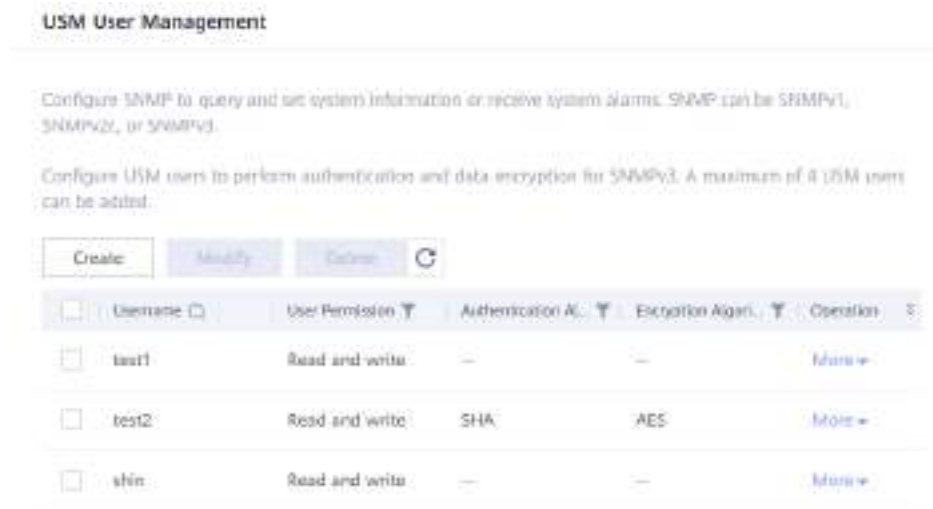 USM User Management
Configure SNMP to query and set system information or receive system alarms. SNMP can be SNMPv1,
SNMPv2c, or SNMPv3.
Configure USM users to perform authentication and data encryption for SNMPv3. A maximum of 4 USM users
can be added.
Create Modify Delete
Username User Permission Authentication Al... Encryption Algori... Operation
test1 Read and write -- -- More
test2 Read and write SHA AES More
shin Read and write -- -- More